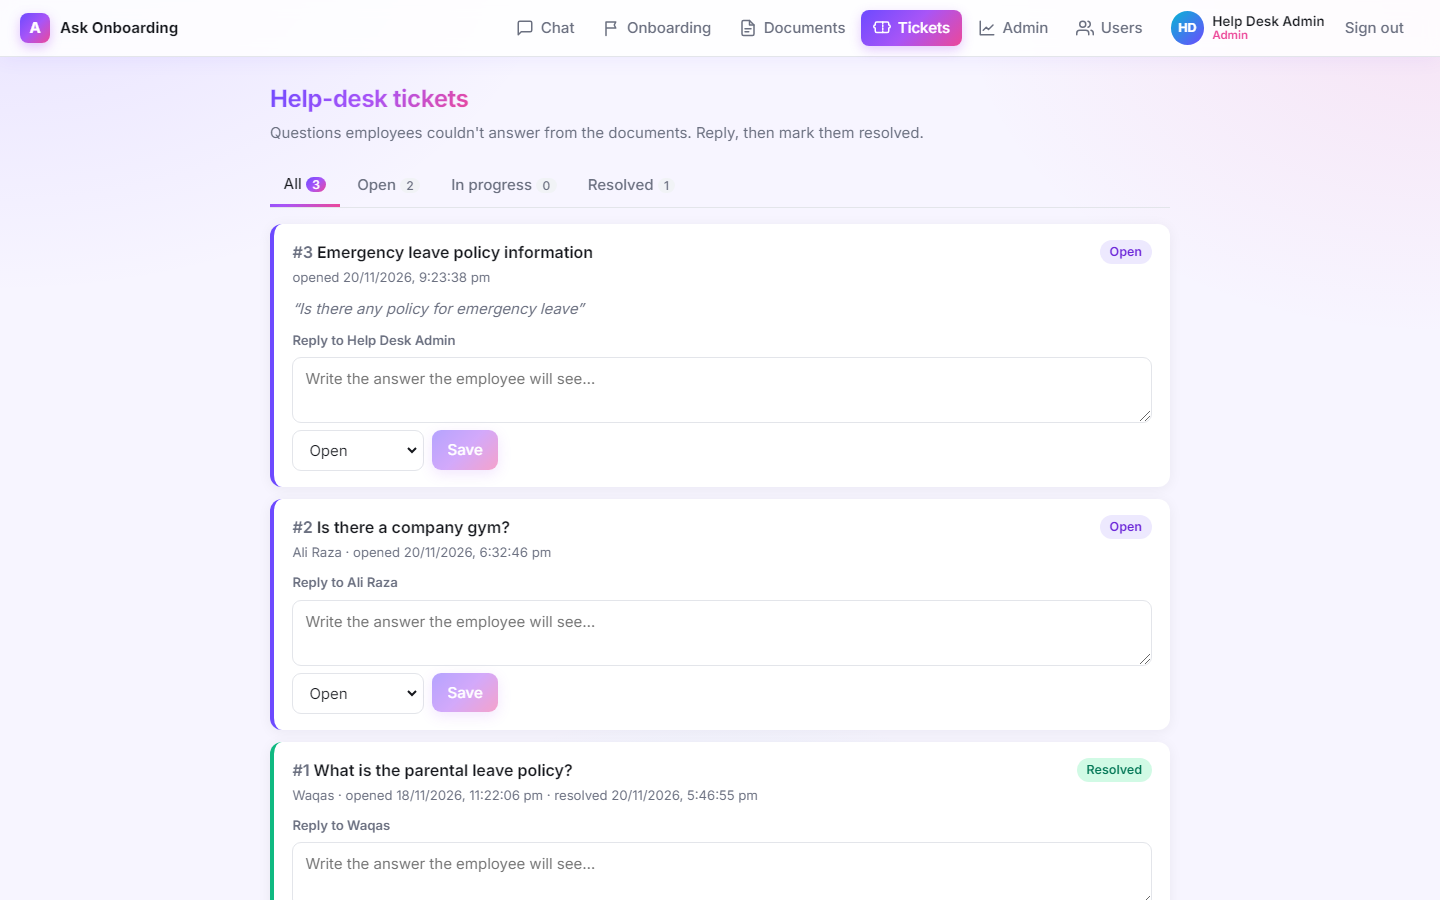 A Ask Onboarding Chat Onboarding Documents Tickets Admin Users HD Help Desk Admin Sign out
Admin
Help-desk tickets
Questions employees couldn't answer from the documents. Reply, then mark them resolved.
All 3 Open 2 In progress 0 Resolved 1
#3 Emergency leave policy information Open
opened 20/11/2026, 9:23:38 pm
“Is there any policy for emergency leave”
Reply to Help Desk Admin
Write the answer the employee will see...
Open Save
#2 Is there a company gym? Open
Ali Raza · opened 20/11/2026, 6:32:46 pm
Reply to Ali Raza
Write the answer the employee will see...
Open Save
#1 What is the parental leave policy? Resolved
Waqas · opened 18/11/2026, 11:22:06 pm · resolved 20/11/2026, 5:46:55 pm
Reply to Waqas
Write the answer the employee will see...